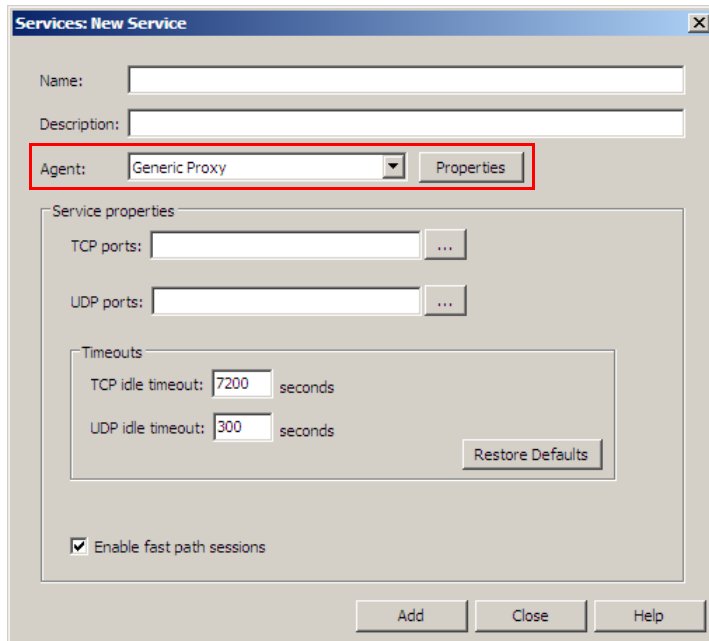 Services: New Service
Name:
Description:
Agent: Generic Proxy Properties
Service properties
TCP ports: ...
UDP ports: ...
Timeouts
TCP idle timeout: 7200 seconds
UDP idle timeout: 300 seconds
Restore Defaults
Enable fast path sessions
Add Close Help